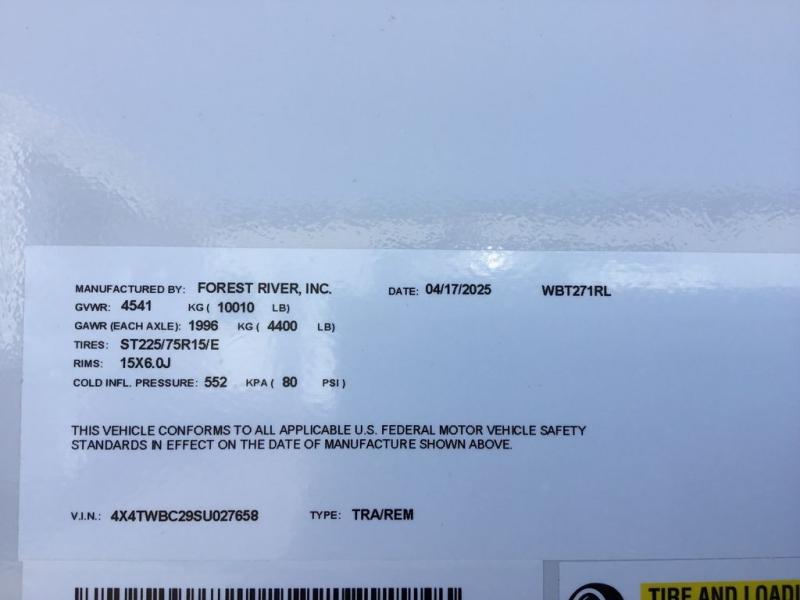 MANUFACTURED BY: FOREST RIVER, INC. DATE: 04/17/2025 WBT271RL
GVWR: 4541 KG ( 10010 LB)
GAWR (EACH AXLE): 1996 KG ( 4400 LB)
TIRES: ST225/75R15/E
RIMS: 15X6.0J
COLD INFL. PRESSURE: 552 KPA ( 80 PSI )
THIS VEHICLE CONFORMS TO ALL APPLICABLE U.S. FEDERAL MOTOR VEHICLE SAFETY
STANDARDS IN EFFECT ON THE DATE OF MANUFACTURE SHOWN ABOVE.
V.I.N.: 4X4TWBC29SU027658 TYPE: TRA/REM
TIRE AND LOADI